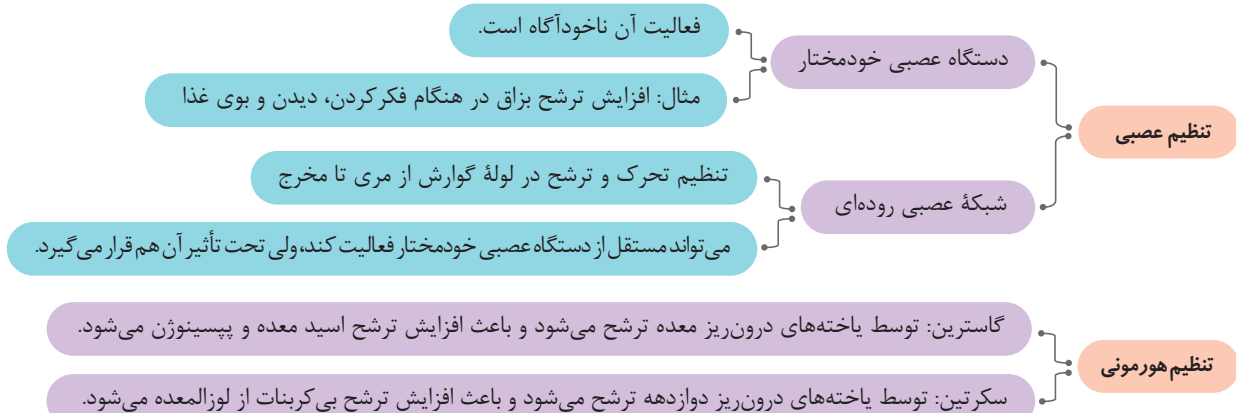 تنظیم عصبی
دستگاه عصبی خودمختار
فعالیت آن ناخودآگاه است.
مثال: افزایش ترشح بزاق در هنگام فکرکردن، دیدن و بوی غذا
شبکهٔ عصبی روده‌ای
تنظیم تحرک و ترشح در لولهٔ گوارش از مری تا مخرج
می‌تواند مستقل از دستگاه عصبی خودمختار فعالیت کند، ولی تحت تأثیر آن هم قرار می‌گیرد.
تنظیم هورمونی
گاسترین: توسط یاخته‌های درون‌ریز معده ترشح می‌شود و باعث افزایش ترشح اسید معده و پپسینوژن می‌شود.
سکرتین: توسط یاخته‌های درون‌ریز دوازدهه ترشح می‌شود و باعث افزایش ترشح بی‌کربنات از لوزالمعده می‌شود.